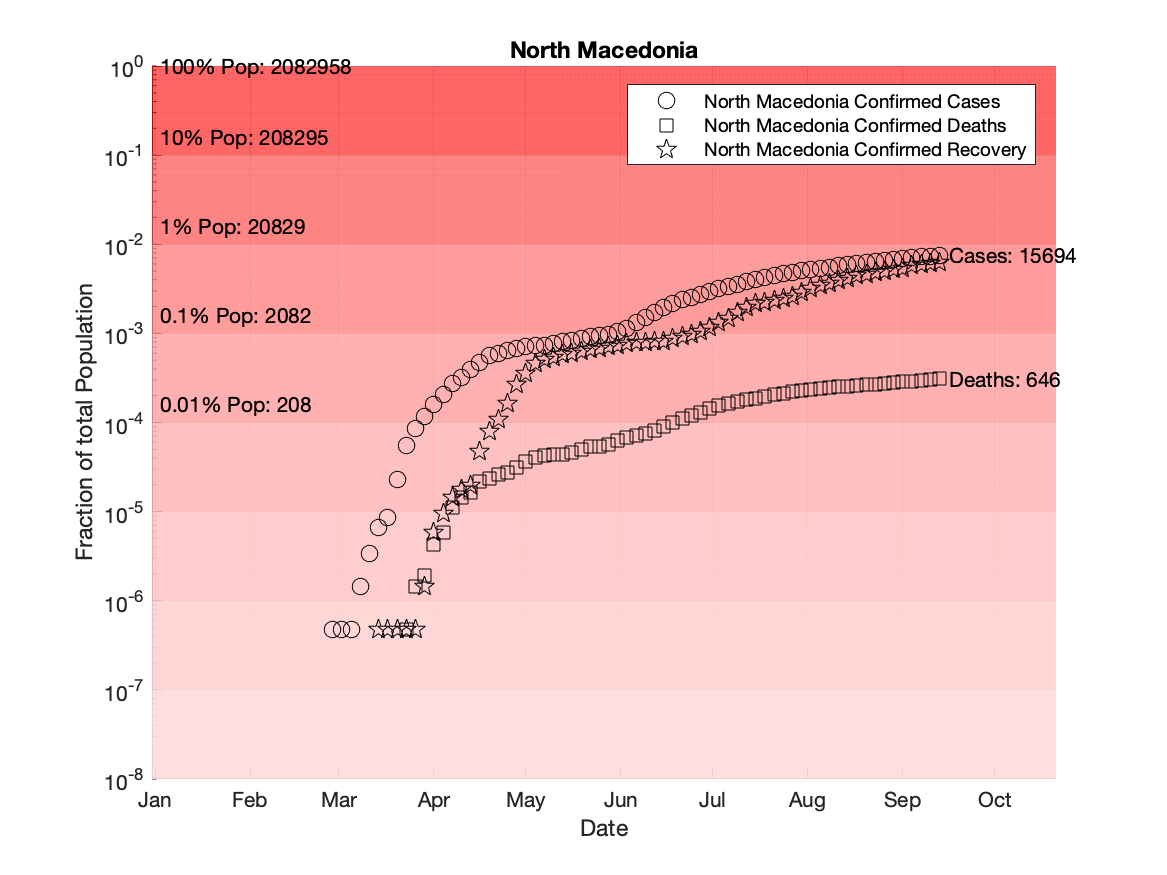 North Macedonia
10^0
100% Pop: 2082958
North Macedonia Confirmed Cases
North Macedonia Confirmed Deaths
North Macedonia Confirmed Recovery
10% Pop: 208295
10^-1
1% Pop: 20829
10^-2
Cases: 15694
0.1% Pop: 2082
10^-3
Deaths: 646
0.01% Pop: 208
10^-4
10^-5
10^-6
10^-7
10^-8
Fraction of total Population
Jan Feb Mar Apr May Jun Jul Aug Sep Oct
Date